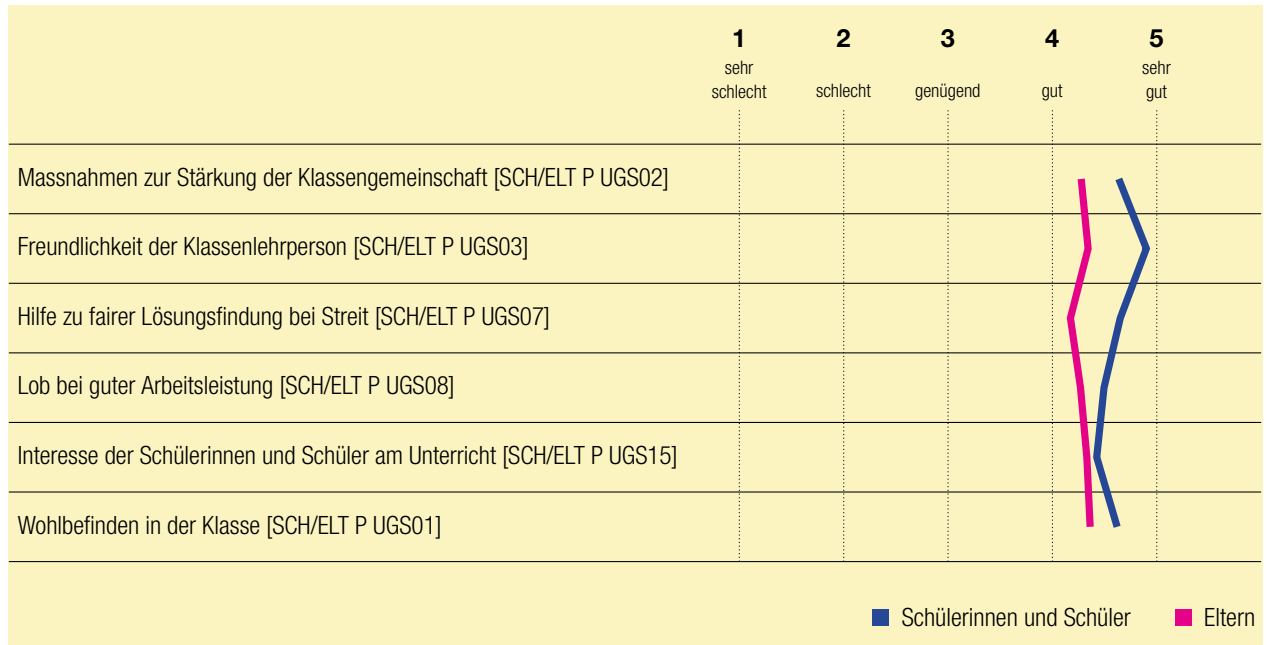 1 2 3 4 5
sehr schlecht schlecht genügend gut sehr gut
Massnahmen zur Stärkung der Klassengemeinschaft [SCH/ELT P UGS02]
Freundlichkeit der Klassenlehrperson [SCH/ELT P UGS03]
Hilfe zu fairer Lösungsfindung bei Streit [SCH/ELT P UGS07]
Lob bei guter Arbeitsleistung [SCH/ELT P UGS08]
Interesse der Schülerinnen und Schüler am Unterricht [SCH/ELT P UGS15]
Wohlbefinden in der Klasse [SCH/ELT P UGS01]
Schülerinnen und Schüler Eltern